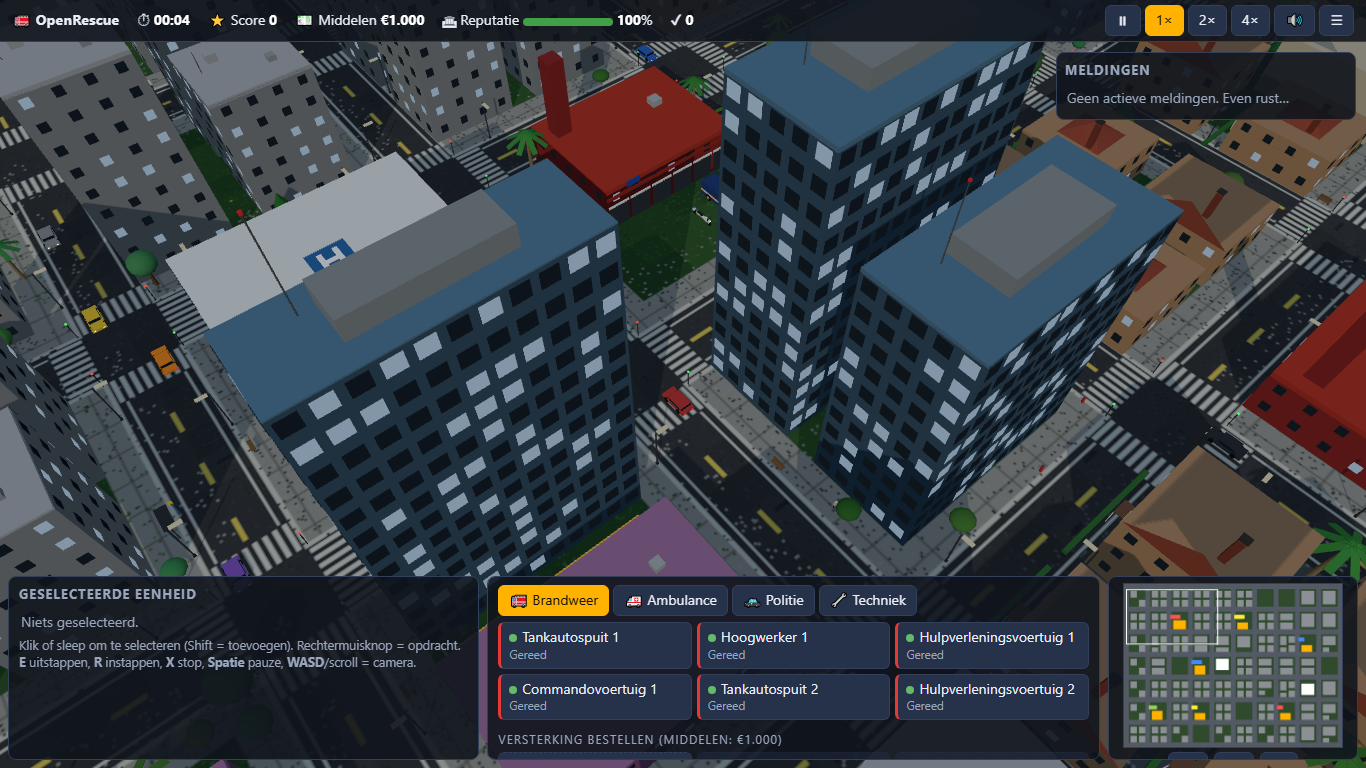 OpenRescue 00:04 Score 0 Middelen €1.000 Reputatie 100% ✓ 0 1× 2× 4×
MELDINGEN
Geen actieve meldingen. Even rust...
H
GESELECTEERDE EENHEID
Niets geselecteerd.
Klik of sleep om te selecteren (Shift = toevoegen). Rechtermuisknop = opdracht.
E uitstappen, R instappen, X stop, Spatie pauze, WASD/scroll = camera.
Brandweer Ambulance Politie Techniek
Tankautospuit 1 Hoogwerker 1 Hulpverleningsvoertuig 1
Gereed Gereed Gereed
Commandovoertuig 1 Tankautospuit 2 Hulpverleningsvoertuig 2
Gereed Gereed Gereed
VERSTERKING BESTELLEN (MIDDELEN: €1.000)